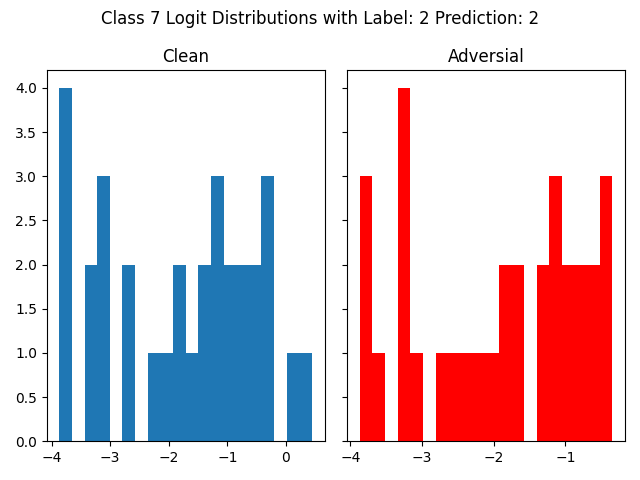 Class 7 Logit Distributions with Label: 2 Prediction: 2
Clean
Adversial
4.0
3.5
3.0
2.5
2.0
1.5
1.0
0.5
0.0
−4 −3 −2 −1 0
−4 −3 −2 −1